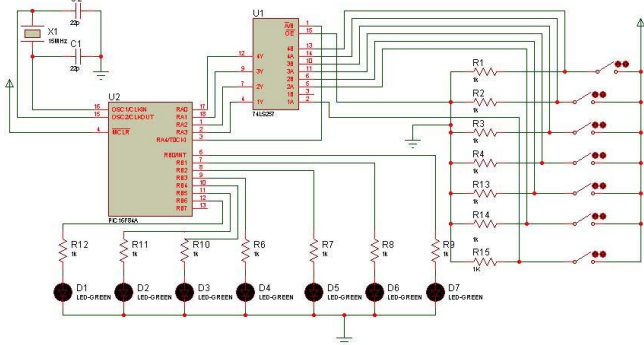 22p
X1
15MHz
C1
22p
U1
U2
16 OSC1/CLKIN RA0 17
15 OSC2/CLKOUT RA1 18
RA2 1
4 MCLR RA3 2
RA4/T0CKI 3
RB0/INT 6
RB1 7
RB2 8
RB3 9
RB4 10
RB5 11
RB6 12
RB7 13
PIC16F84A
A/B 1
OE 15
4B 13
12 4Y 4A 14
3B 10
9 3Y 3A 11
2B 6
7 2Y 2A 5
1B 3
4 1Y 1A 2
74LS257
R1
1k
R2
1k
R3
1k
R4
1k
R13
1k
R14
1k
R15
1K
R12
1k
R11
1k
R10
1k
R6
1k
R7
1k
R8
1k
R9
1k
D1
LED-GREEN
D2
LED-GREEN
D3
LED-GREEN
D4
LED-GREEN
D5
LED-GREEN
D6
LED-GREEN
D7
LED-GREEN